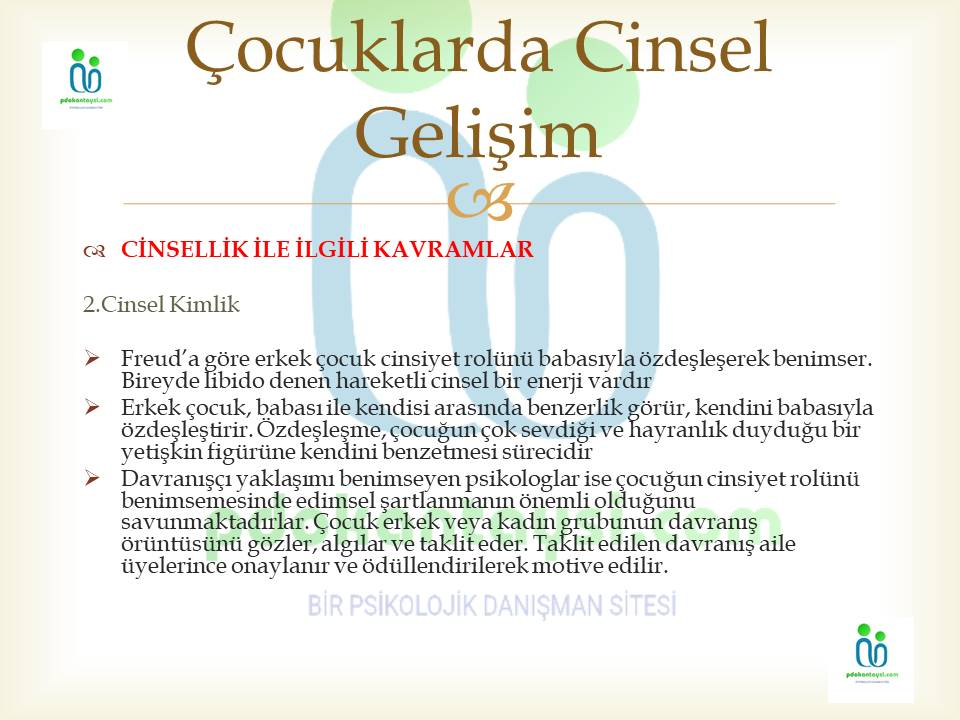 pdokantaysi.com
Çocuklarda Cinsel
Gelişim
CİNSELLİK İLE İLGİLİ KAVRAMLAR
2.Cinsel Kimlik
Freud’a göre erkek çocuk cinsiyet rolünü babasıyla özdeşleşerek benimser.
Bireyde libido denen hareketli cinsel bir enerji vardır
Erkek çocuk, babası ile kendisi arasında benzerlik görür, kendini babasıyla
özdeşleştirir. Özdeşleşme, çocuğun çok sevdiği ve hayranlık duyduğu bir
yetişkin figürüne kendini benzetmesi sürecidir
Davranışçı yaklaşımı benimseyen psikologlar ise çocuğun cinsiyet rolünü
benimsemesinde edimsel şartlanmanın önemli olduğunu
savunmaktadırlar. Çocuk erkek veya kadın grubunun davranış
örüntüsünü gözler, algılar ve taklit eder. Taklit edilen davranış aile
üyelerince onaylanır ve ödüllendirilerek motive edilir.
pdokantaysi.com
BİR PSİKOLOJİK DANIŞMAN SİTESİ
pdokantaysi.com